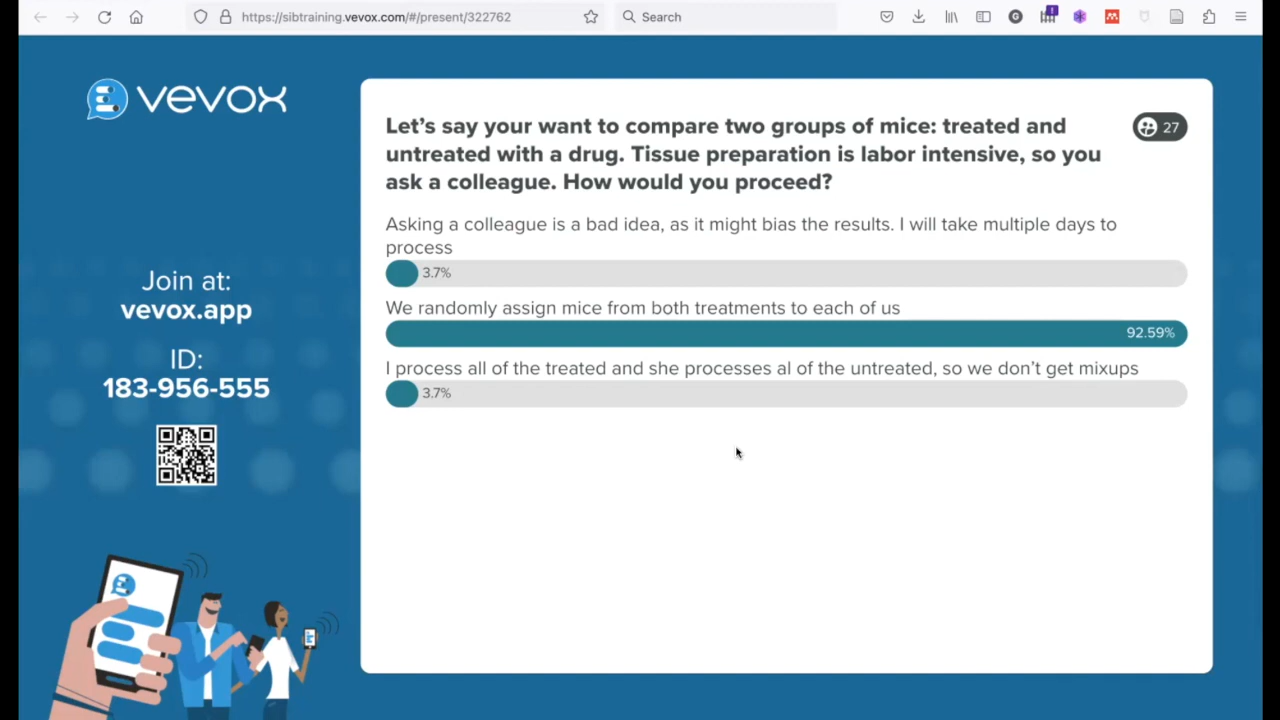 https://sibtraining.vevox.com/#/present/322762
Search
vevox
Let's say your want to compare two groups of mice: treated and
untreated with a drug. Tissue preparation is labor intensive, so you
ask a colleague. How would you proceed?
27
Asking a colleague is a bad idea, as it might bias the results. I will take multiple days to
process
3.7%
We randomly assign mice from both treatments to each of us
92.59%
I process all of the treated and she processes al of the untreated, so we don't get mixups
3.7%
Join at:
vevox.app
ID:
183-956-555